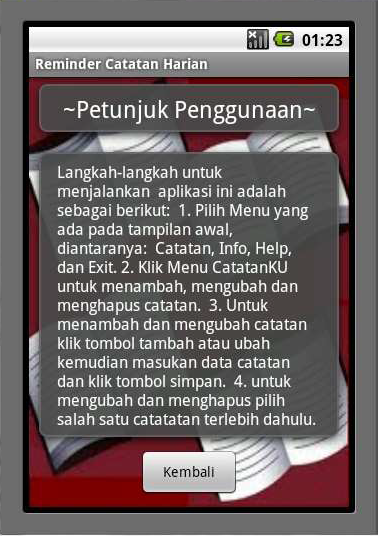 01:23
Reminder Catatan Harian
~Petunjuk Penggunaan~
Langkah-langkah untuk
menjalankan aplikasi ini adalah
sebagai berikut: 1. Pilih Menu yang
ada pada tampilan awal,
diantaranya: Catatan, Info, Help,
dan Exit. 2. Klik Menu CatatanKU
untuk menambah, mengubah dan
menghapus catatan. 3. Untuk
menambah dan mengubah catatan
klik tombol tambah atau ubah
kemudian masukan data catatan
dan klik tombol simpan. 4. untuk
mengubah dan menghapus pilih
salah satu catatatan terlebih dahulu.
Kembali